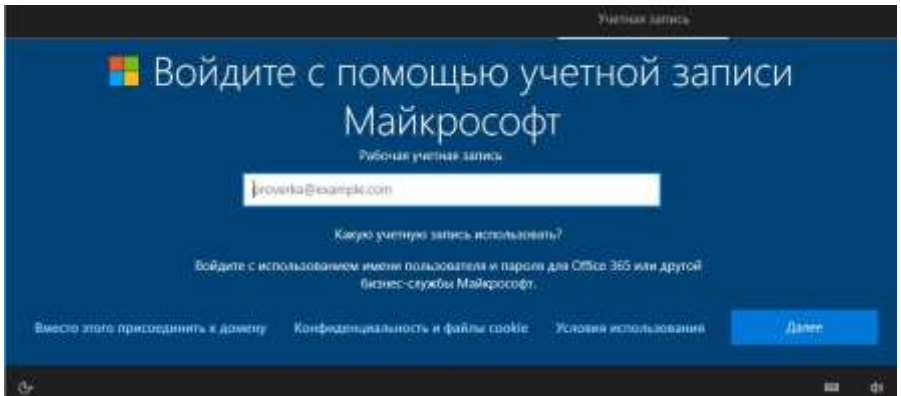 Учетная запись
Войдите с помощью учетной записи
Майкрософт
Рабочая учетная запись
proverka@example.com
Какую учетную запись использовать?
Войдите с использованием имени пользователя и пароля для Office 365 или другой
бизнес-службы Майкрософт.
Вместо этого присоединить к домену Конфиденциальность и файлы cookie Условия использования Далее